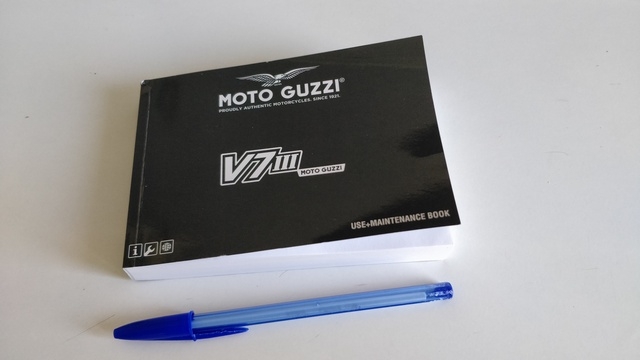 MOTO GUZZI®
PROUDLY AUTHENTIC MOTORCYCLES. SINCE 1921.
V7III
MOTO GUZZI
USE+MAINTENANCE BOOK
i